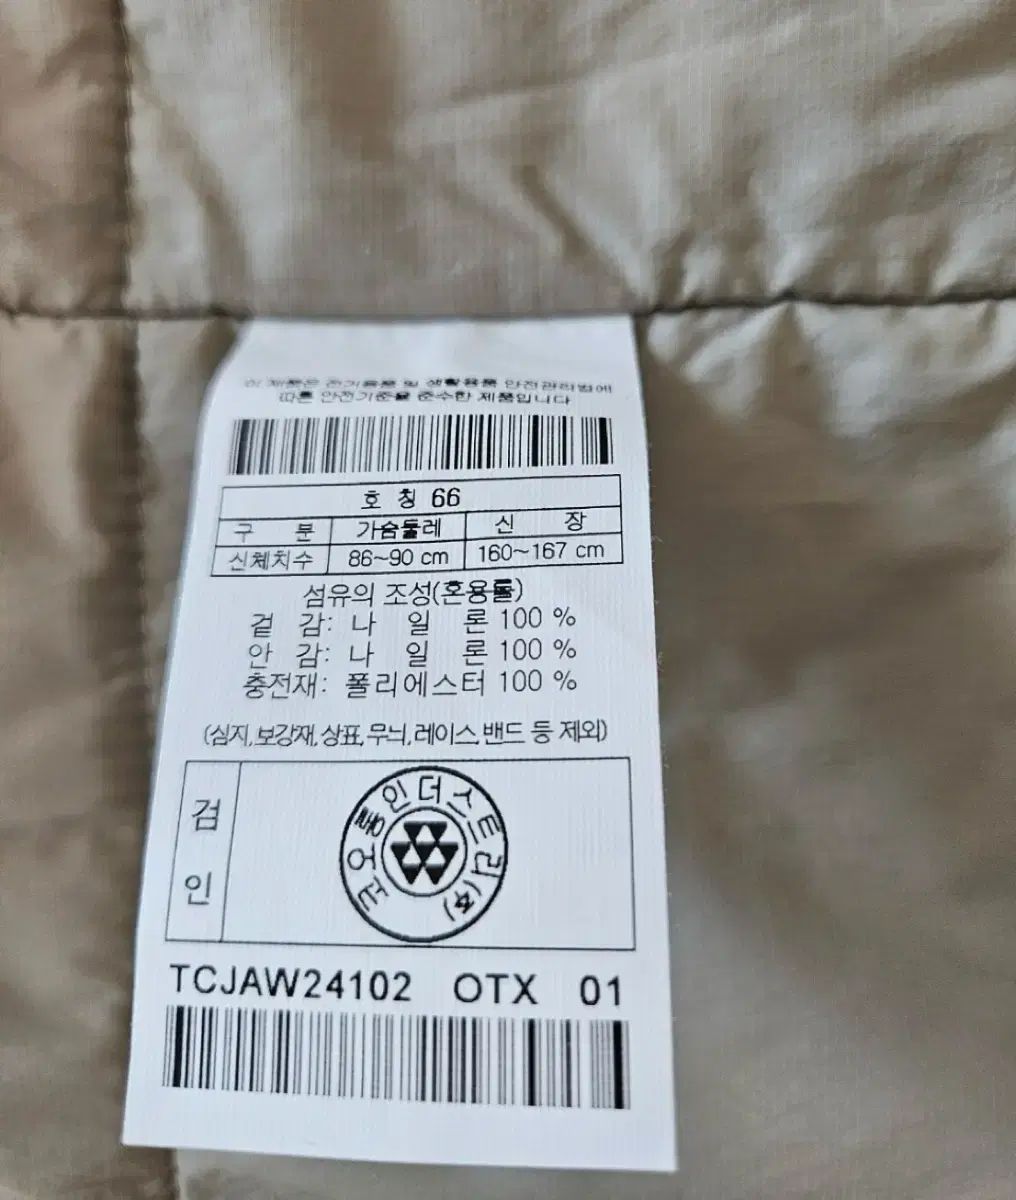 이 제품은 전기용품 및 생활용품 안전관리법에
따른 안전기준을 준수한 제품입니다
호 칭 66
구 분 가슴둘레 신 장
신체치수 86~90 cm 160~167 cm
섬유의 조성(혼용률)
겉 감: 나 일 론 100 %
안 감: 나 일 론 100 %
충전재: 폴리에스터 100 %
(심지,보강재,상표,무늬,레이스,밴드 등 제외)
검
인
코오롱인더스트리(주)
TCJAW24102 OTX 01